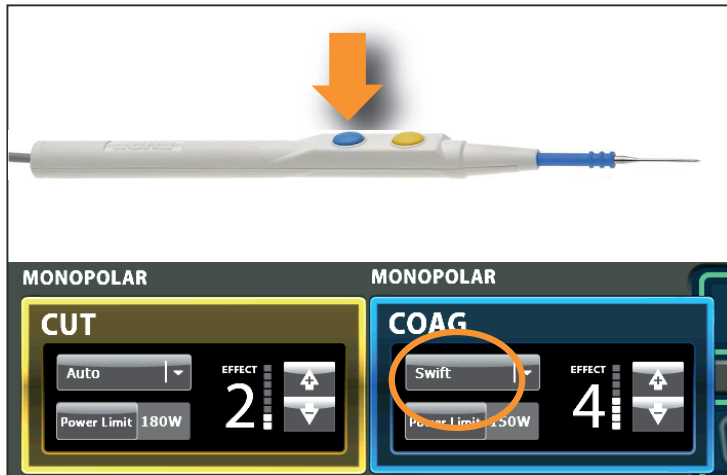 MONOPOLAR
CUT
Auto
EFFECT
2
Power Limit 180W
MONOPOLAR
COAG
Swift
EFFECT
4
Power Limit 150W